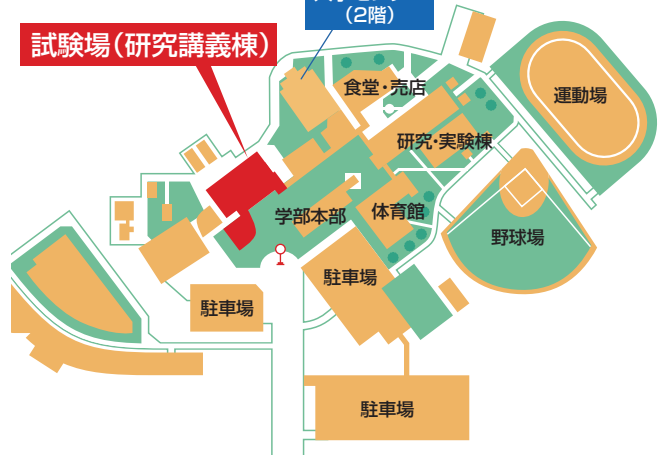 (2階)
試験場(研究講義棟)
食堂・売店
運動場
研究・実験棟
学部本部
体育館
野球場
駐車場
駐車場
駐車場